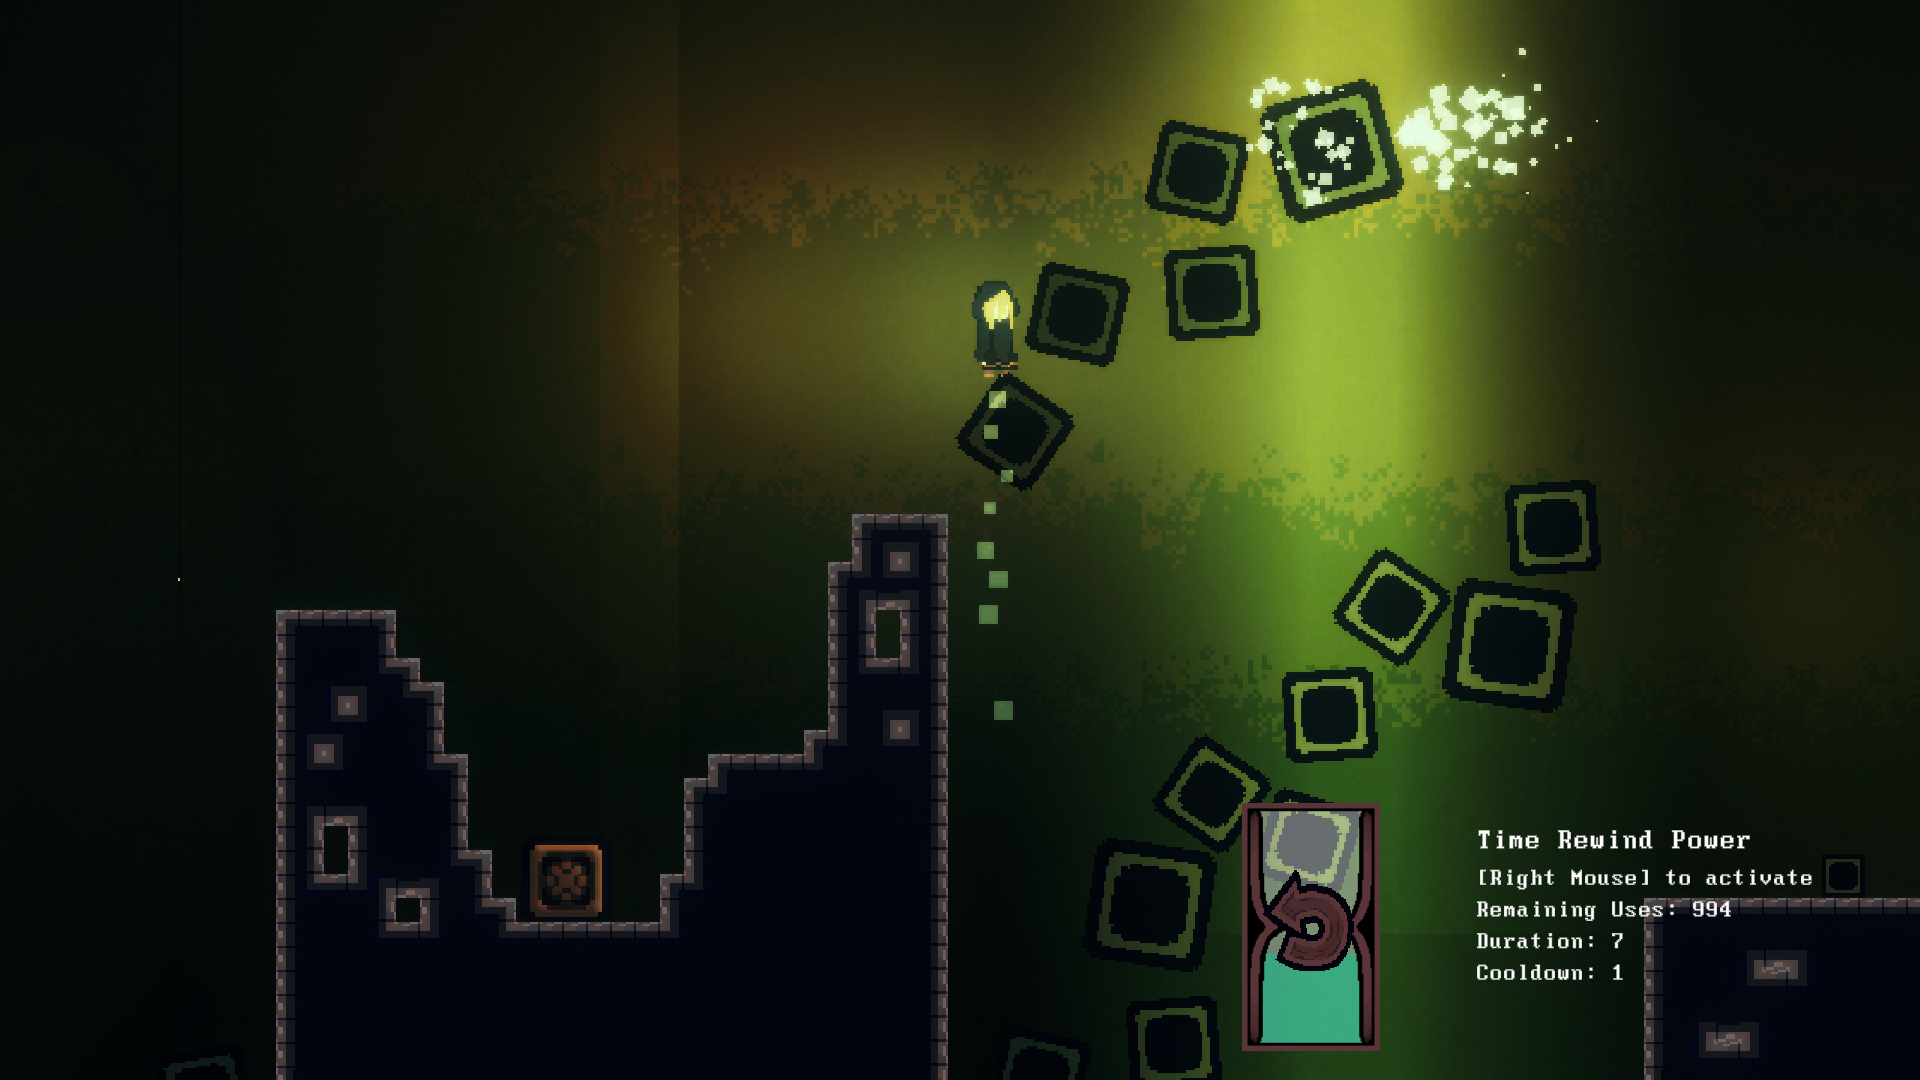 Time Rewind Power
[Right Mouse] to activate
Remaining Uses: 994
Duration: 7
Cooldown: 1